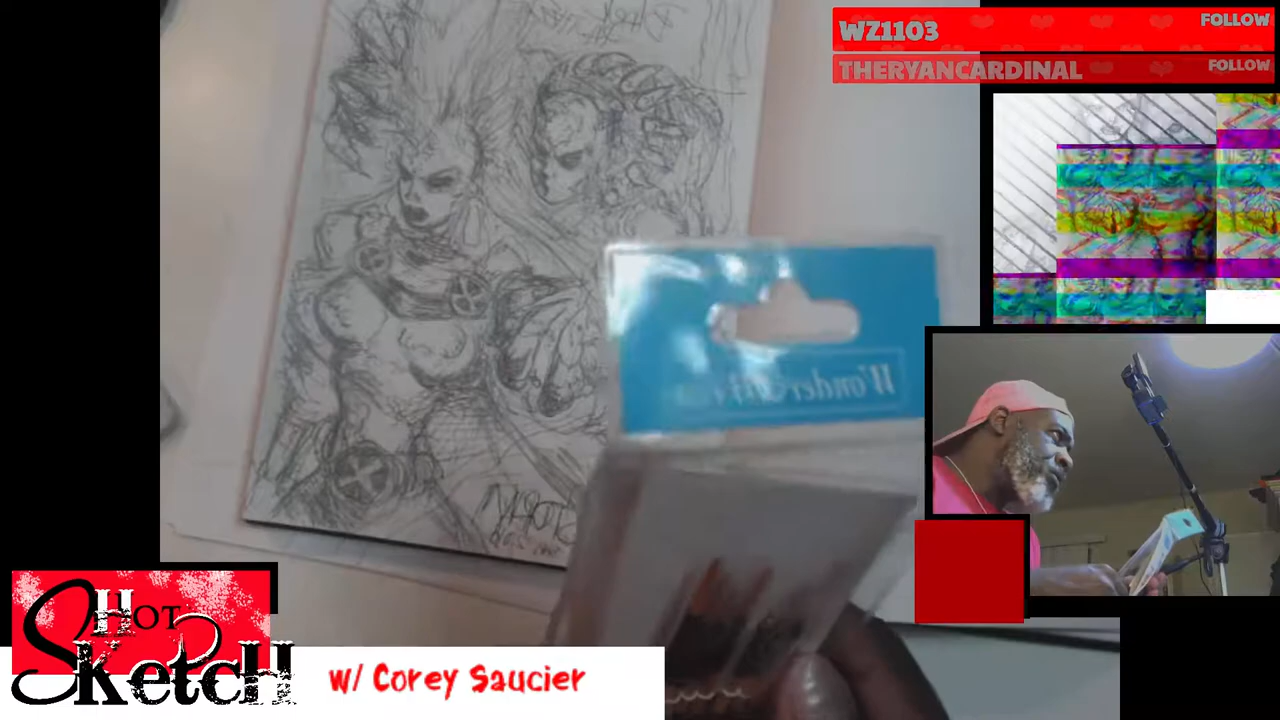 WZ1103
FOLLOW
THERYANCARDINAL
FOLLOW
HOT
SKetcH
w/ Corey Saucier